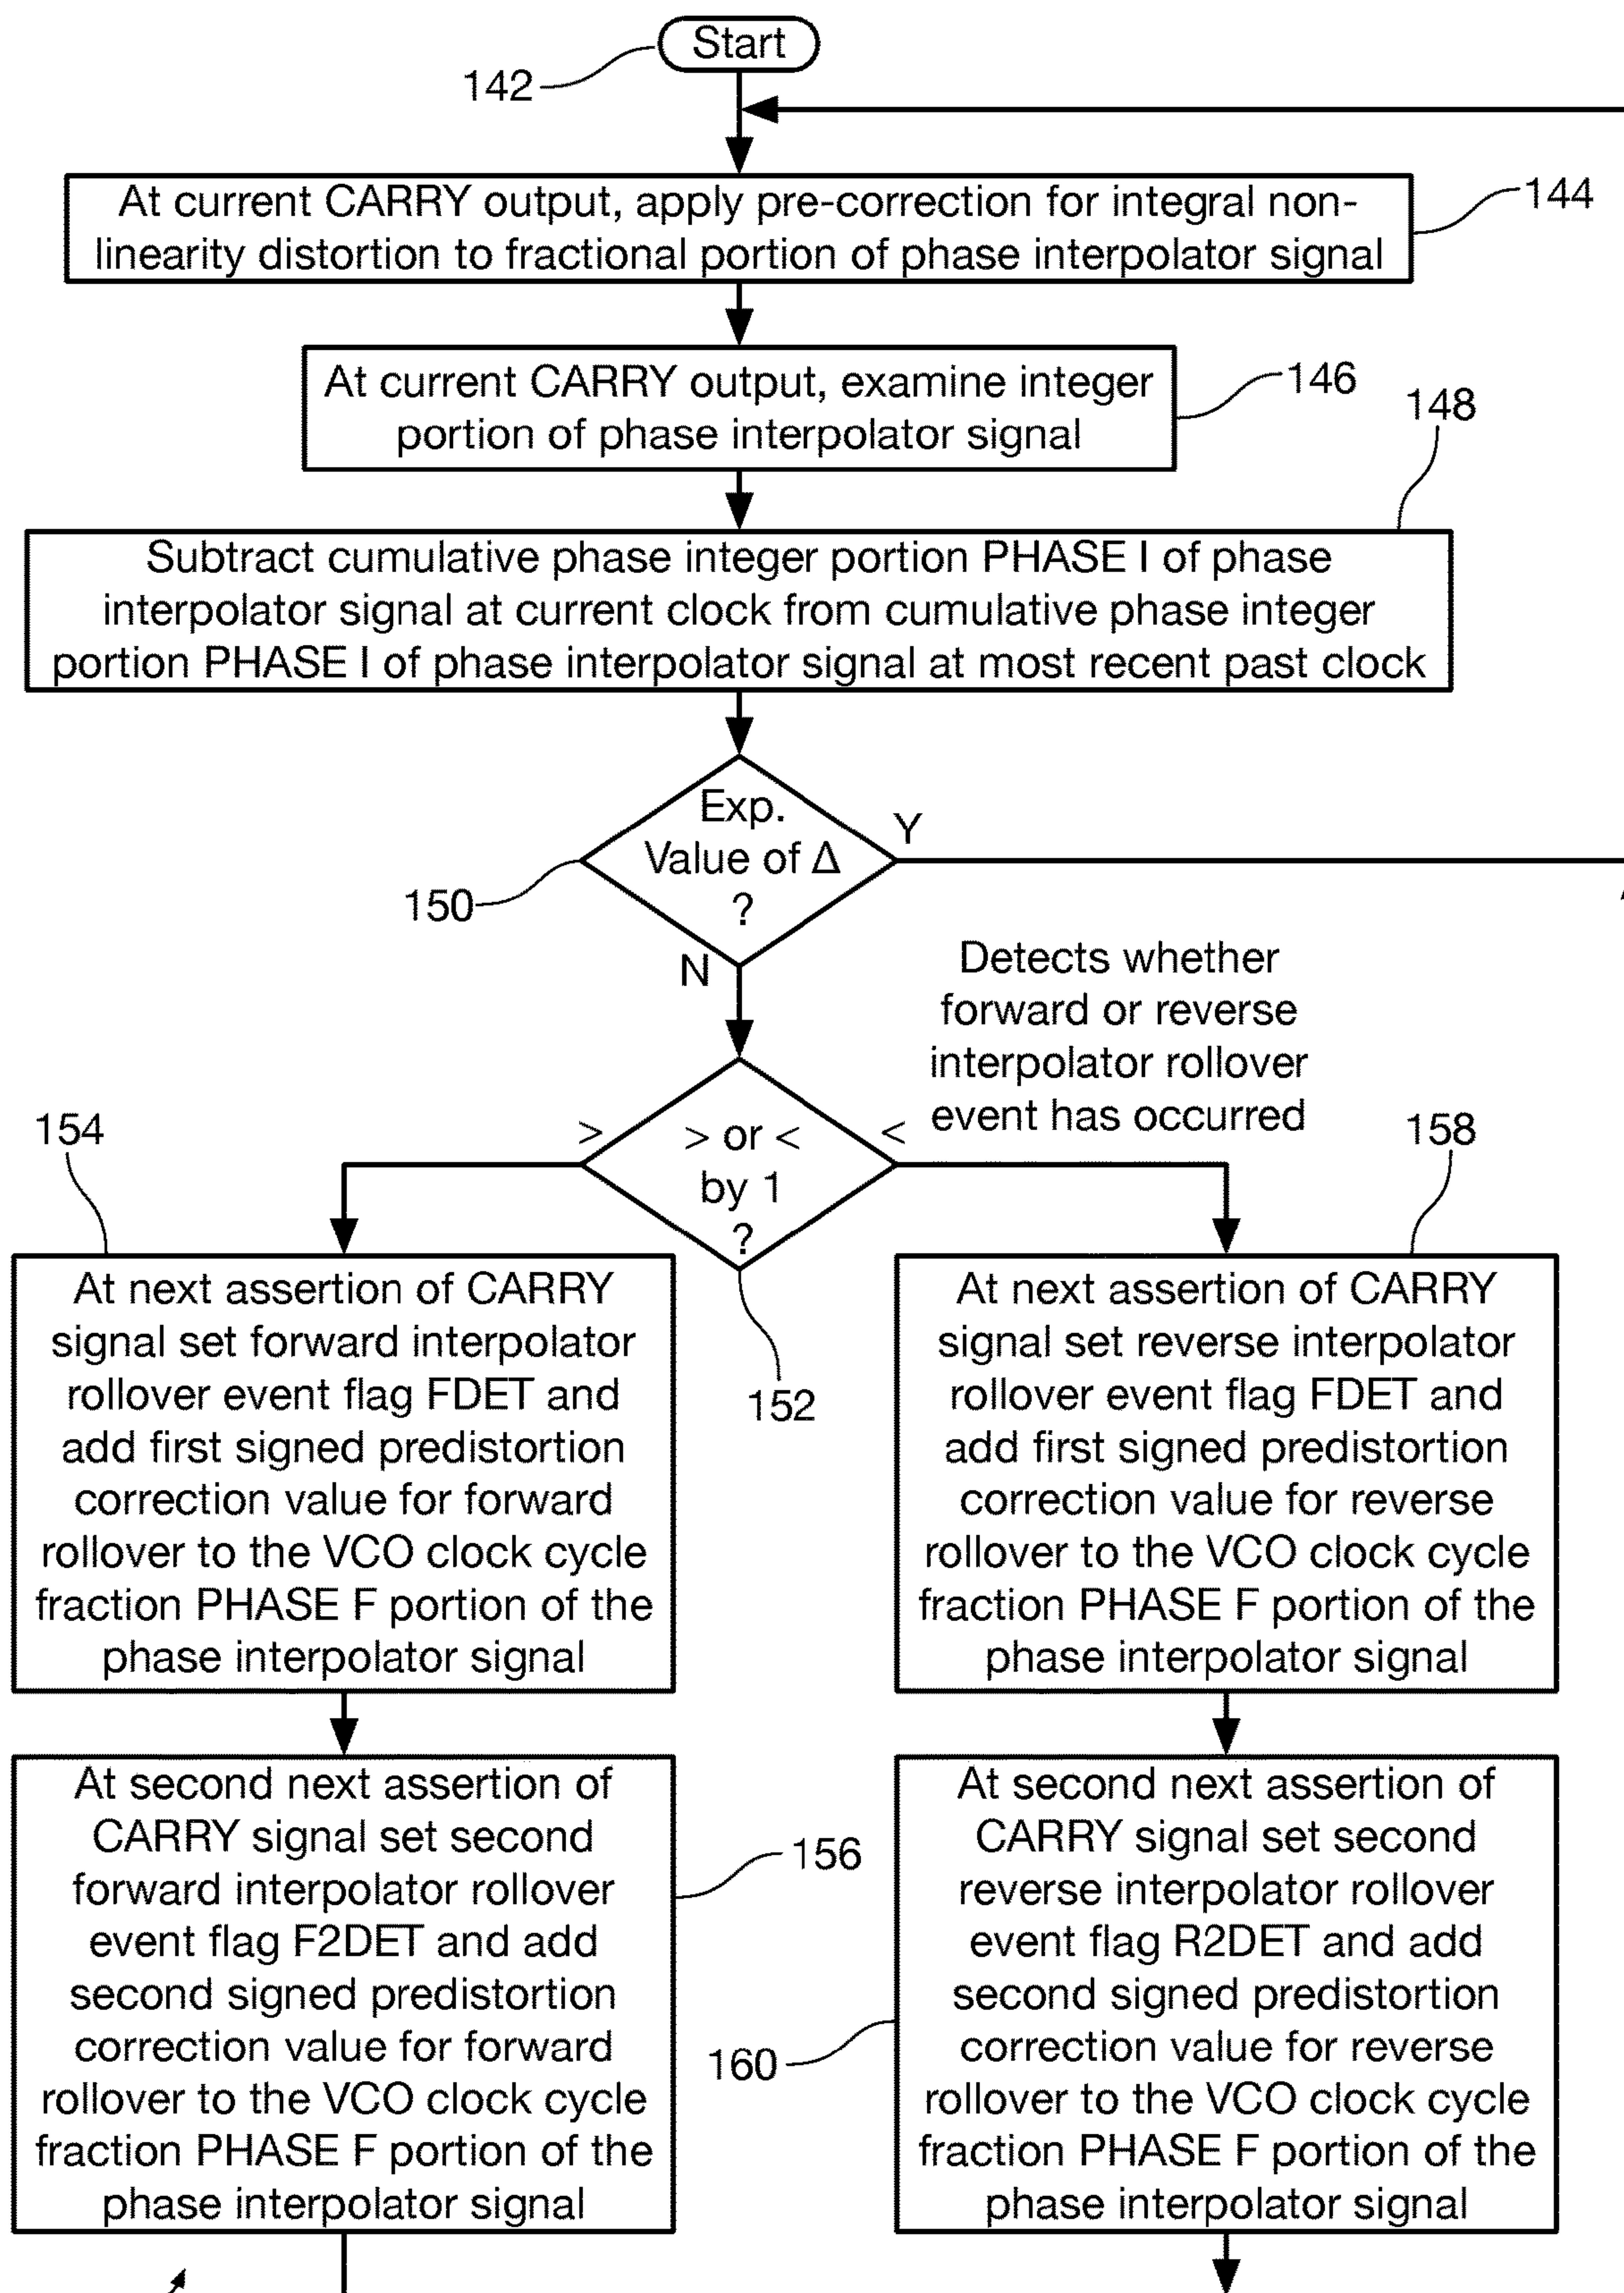 Start
142
At current CARRY output, apply pre-correction for integral non-
linearity distortion to fractional portion of phase interpolator signal
144
At current CARRY output, examine integer
portion of phase interpolator signal
146
148
Subtract cumulative phase integer portion PHASE I of phase
interpolator signal at current clock from cumulative phase integer
portion PHASE I of phase interpolator signal at most recent past clock
Exp.
Value of Δ
?
Y
150
N
Detects whether
forward or reverse
interpolator rollover
event has occurred
154
>
> or <
by 1
?
<
158
152
At next assertion of CARRY
signal set forward interpolator
rollover event flag FDET and
add first signed predistortion
correction value for forward
rollover to the VCO clock cycle
fraction PHASE F portion of the
phase interpolator signal
At next assertion of CARRY
signal set reverse interpolator
rollover event flag FDET and
add first signed predistortion
correction value for reverse
rollover to the VCO clock cycle
fraction PHASE F portion of the
phase interpolator signal
At second next assertion of
CARRY signal set second
forward interpolator rollover
event flag F2DET and add
second signed predistortion
correction value for forward
rollover to the VCO clock cycle
fraction PHASE F portion of the
phase interpolator signal
156
At second next assertion of
CARRY signal set second
reverse interpolator rollover
event flag R2DET and add
second signed predistortion
correction value for reverse
rollover to the VCO clock cycle
fraction PHASE F portion of the
phase interpolator signal
160